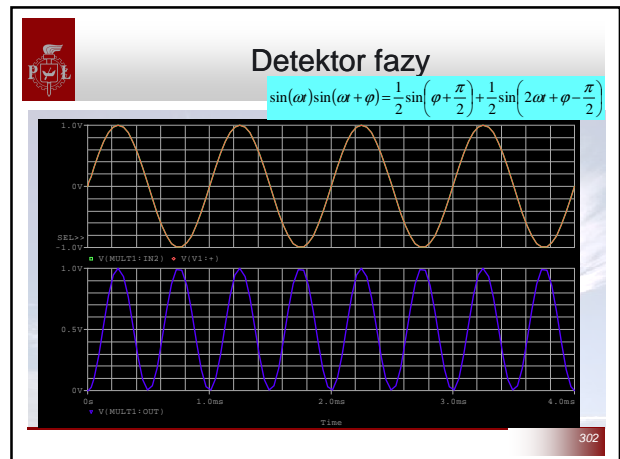 P Ł
Detektor fazy
sin(ωt)sin(ωt + φ) = 1/2 sin(φ + π/2) + 1/2 sin(2ωt + φ − π/2)
1.0V
0V
SEL>>
-1.0V
V(MULT1:IN2) V(V1:+)
1.0V
0.5V
0V
0s 1.0ms 2.0ms 3.0ms 4.0ms
V(MULT1:OUT)
Time
302